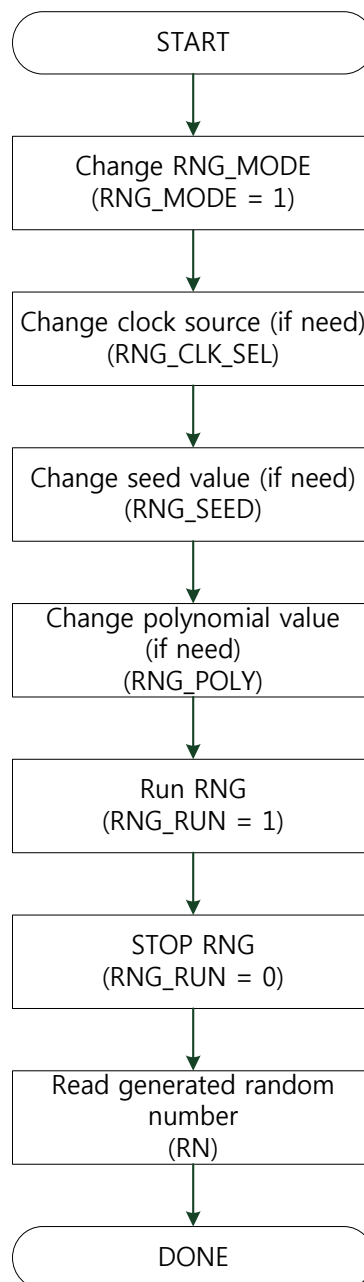 START
Change RNG_MODE
(RNG_MODE = 1)
Change clock source (if need)
(RNG_CLK_SEL)
Change seed value (if need)
(RNG_SEED)
Change polynomial value
(if need)
(RNG_POLY)
Run RNG
(RNG_RUN = 1)
STOP RNG
(RNG_RUN = 0)
Read generated random
number
(RN)
DONE